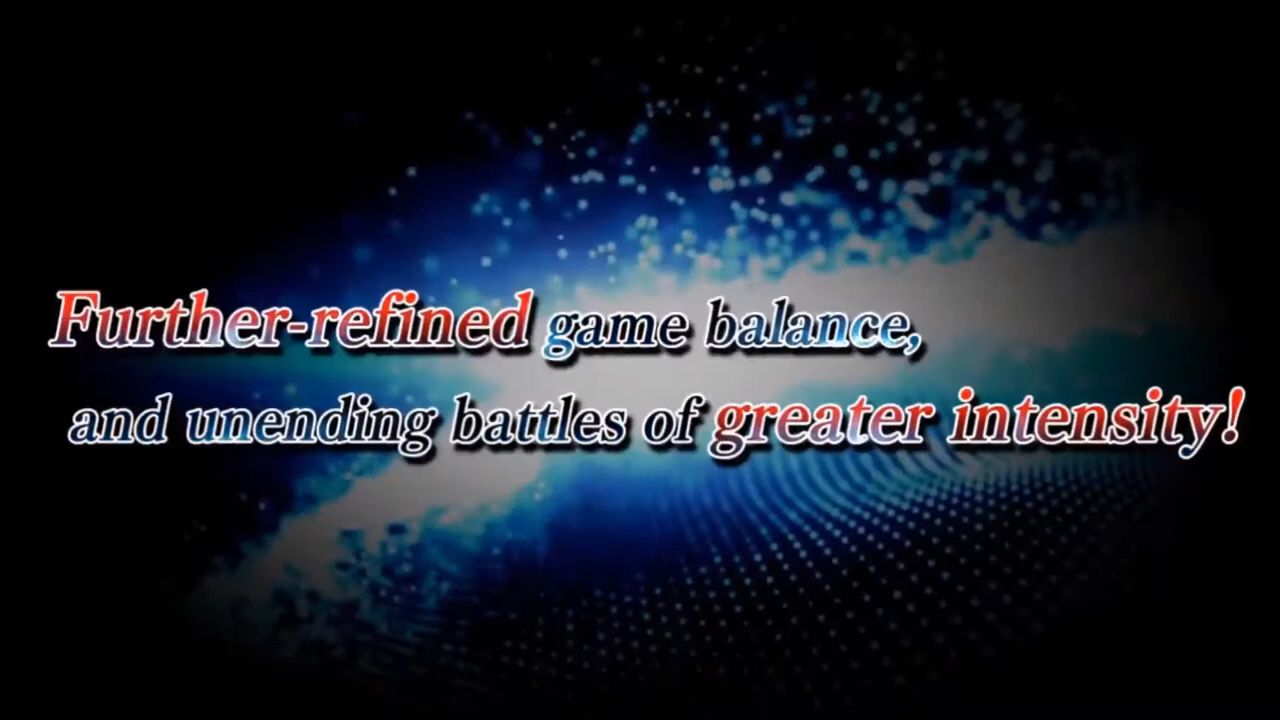 Further-refined game balance,
and unending battles of greater intensity!